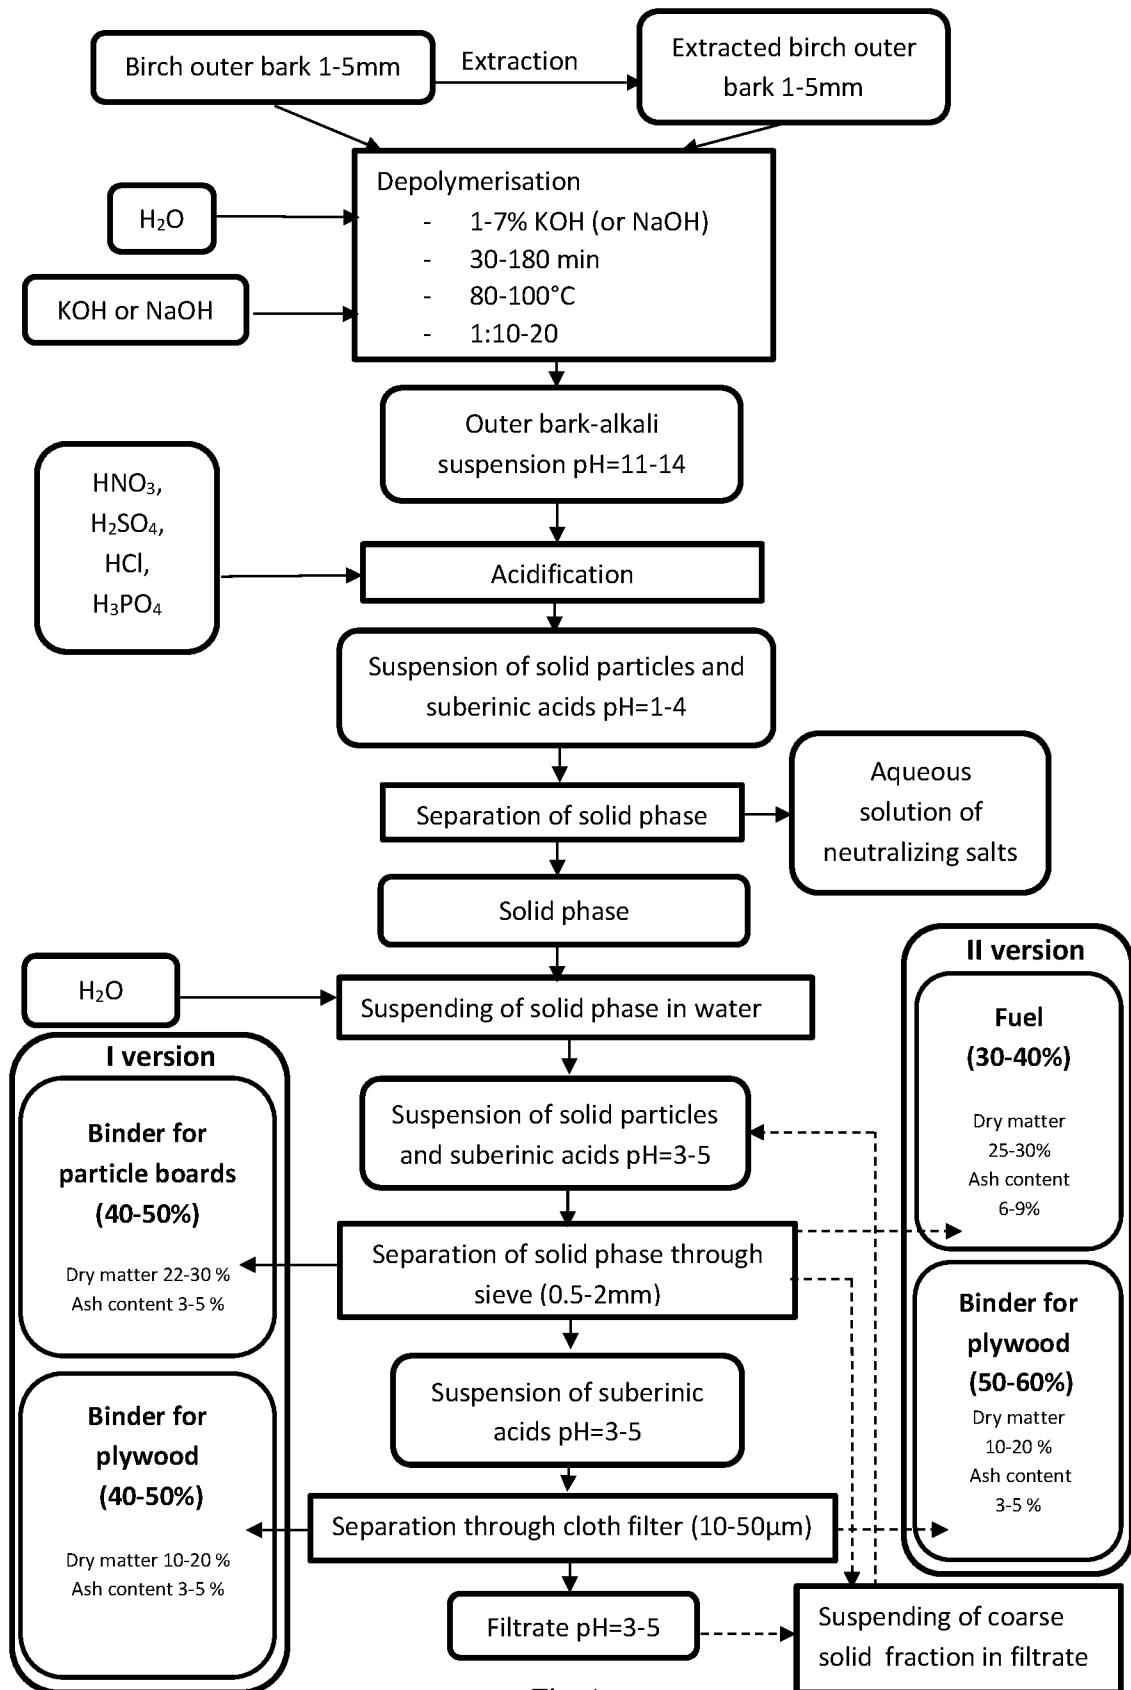 Birch outer bark 1-5mm
Extraction
Extracted birch outer
bark 1-5mm
Depolymerisation
- 1-7% KOH (or NaOH)
- 30-180 min
- 80-100°C
- 1:10-20
H₂O
KOH or NaOH
Outer bark-alkali
suspension pH=11-14
HNO₃,
H₂SO₄,
HCl,
H₃PO₄
Acidification
Suspension of solid particles and
suberinic acids pH=1-4
Separation of solid phase
Aqueous
solution of
neutralizing salts
Solid phase
H₂O
Suspending of solid phase in water
I version
Binder for
particle boards
(40-50%)
Dry matter 22-30 %
Ash content 3-5 %
Binder for
plywood
(40-50%)
Dry matter 10-20 %
Ash content 3-5 %
Suspension of solid particles
and suberinic acids pH=3-5
Separation of solid phase through
sieve (0.5-2mm)
Suspension of suberinic
acids pH=3-5
Separation through cloth filter (10-50µm)
Filtrate pH=3-5
II version
Fuel
(30-40%)
Dry matter
25-30%
Ash content
6-9%
Binder for
plywood
(50-60%)
Dry matter
10-20 %
Ash content
3-5 %
Suspending of coarse
solid fraction in filtrate